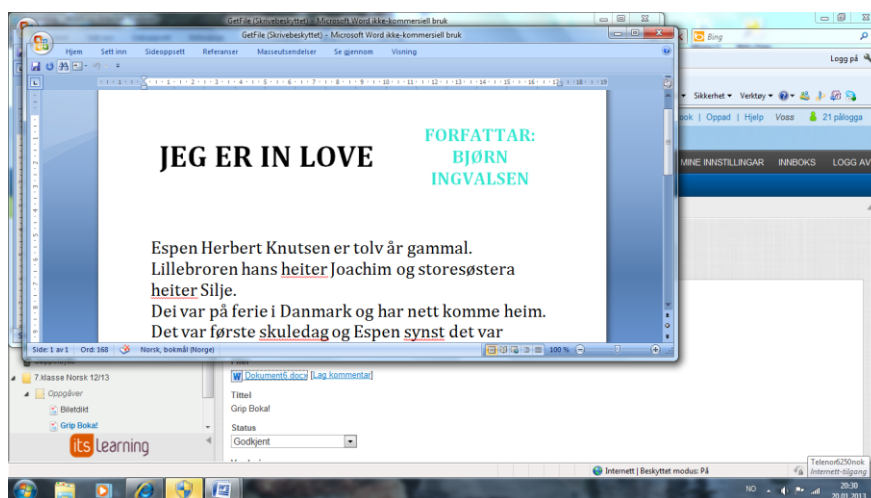 GetFile (Skrivebeskyttet) - Microsoft Word ikke-kommersiell bruk
GetFile (Skrivebeskyttet) - Microsoft Word ikke-kommersiell bruk
Bing
Hjem Sett inn Sideoppsett Referanser Masseutsendelser Se gjennom Visning
Logg på
Sikkerhet Verktøy
ook | Oppad | Hjelp Voss 21 pålogga
MINE INNSTILLINGAR INNBOKS LOGG AV
JEG ER IN LOVE
FORFATTAR:
BJØRN
INGVALSEN
Espen Herbert Knutsen er tolv år gammal.
Lillebroren hans heiter Joachim og storesøstera
heiter Silje.
Dei var på ferie i Danmark og har nett komme heim.
Det var første skuledag og Espen synst det var
Side: 1 av 1 Ord: 168 Norsk, bokmål (Norge) 100 %
7.klasse Norsk 12/13
Oppgåver
Biletdikt
Grip Boka!
its learning
Dokument6.docx [Lag kommentar]
Tittel
Grip Boka!
Status
Godkjent
Internett | Beskyttet modus: På
Telenor6250nok
Internett-tilgang
NO
20:30
20.01.2013